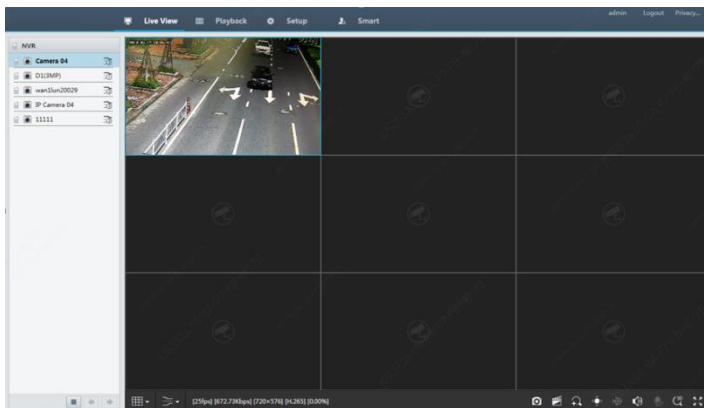 Live View Playback Setup Smart admin Logout Privacy...
NVR
Camera 04
D1(3MP)
wan1lun20029
IP Camera 04
11111
[25fps] [672.73Kbps] [720×576] [H.265] [0.00%]